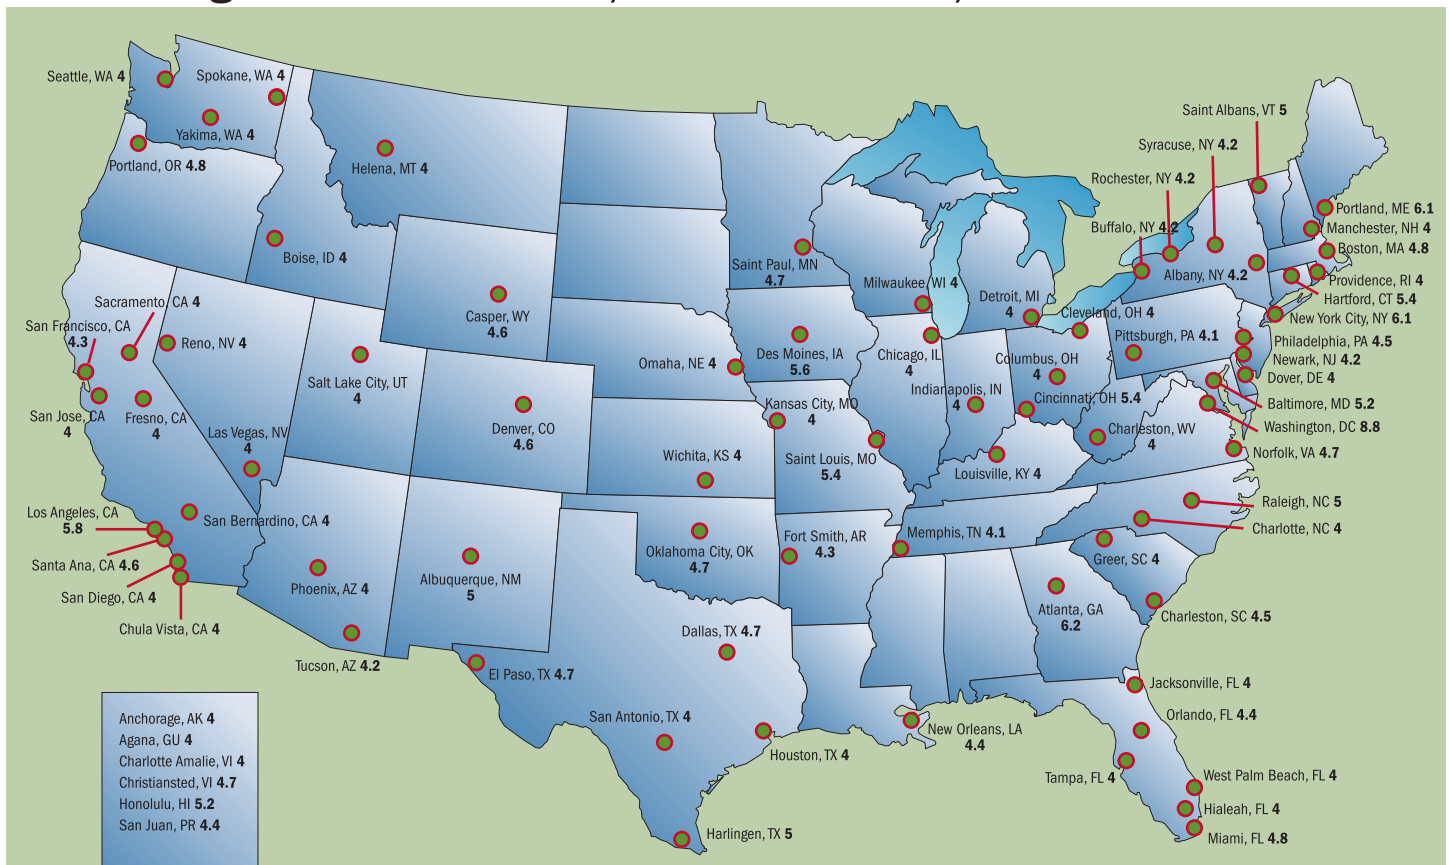 Seattle, WA 4
Spokane, WA 4
Yakima, WA 4
Portland, OR 4.8
Helena, MT 4
Boise, ID 4
Saint Albans, VT 5
Syracuse, NY 4.2
Rochester, NY 4.2
Buffalo, NY 4.2
Albany, NY 4.2
Portland, ME 6.1
Manchester, NH 4
Boston, MA 4.8
Providence, RI 4
Hartford, CT 5.4
New York City, NY 6.1
Philadelphia, PA 4.5
Newark, NJ 4.2
Dover, DE 4
Baltimore, MD 5.2
Washington, DC 8.8
Norfolk, VA 4.7
Saint Paul, MN
4.7
Milwaukee, WI 4
Detroit, MI
4
Cleveland, OH 4
Pittsburgh, PA 4.1
Casper, WY
4.6
Sacramento, CA 4
San Francisco, CA
4.3
Reno, NV 4
Salt Lake City, UT
4
Omaha, NE 4
Des Moines, IA
5.6
Chicago, IL
4
Columbus, OH
4
Indianapolis, IN
4
Cincinnati, OH 5.4
San Jose, CA
4
Fresno, CA
4
Las Vegas, NV
4
Denver, CO
4.6
Kansas City, MO
4
Wichita, KS 4
Saint Louis, MO
5.4
Louisville, KY 4
Charleston, WV
4
Los Angeles, CA
5.8
San Bernardino, CA 4
Santa Ana, CA 4.6
San Diego, CA 4
Chula Vista, CA 4
Phoenix, AZ 4
Tucson, AZ 4.2
Albuquerque, NM
5
Oklahoma City, OK
4.7
Fort Smith, AR
4.3
Memphis, TN 4.1
Raleigh, NC 5
Charlotte, NC 4
Greer, SC 4
Charleston, SC 4.5
Atlanta, GA
6.2
Dallas, TX 4.7
El Paso, TX 4.7
San Antonio, TX 4
Houston, TX 4
Harlingen, TX 5
New Orleans, LA
4.4
Jacksonville, FL 4
Orlando, FL 4.4
Tampa, FL 4
West Palm Beach, FL 4
Hialeah, FL 4
Miami, FL 4.8
Anchorage, AK 4
Agana, GU 4
Charlotte Amalie, VI 4
Christiansted, VI 4.7
Honolulu, HI 5.2
San Juan, PR 4.4